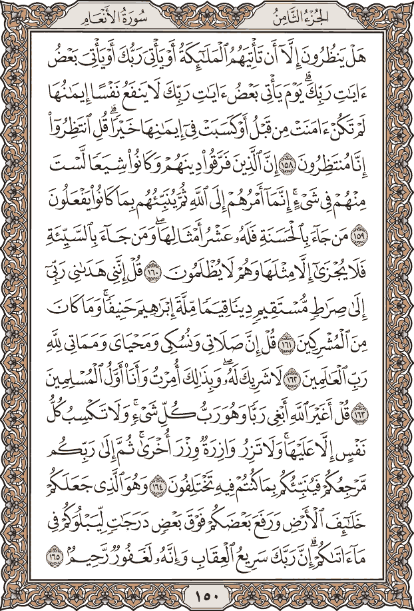 الجزء الثامن
سورة الأنعام
هَلْ يَنظُرُونَ إِلَّآ أَن تَأْتِيَهُمُ ٱلْمَلَٰٓئِكَةُ أَوْ يَأْتِىَ رَبُّكَ أَوْ يَأْتِىَ بَعْضُ
ءَايَٰتِ رَبِّكَ ۗ يَوْمَ يَأْتِى بَعْضُ ءَايَٰتِ رَبِّكَ لَا يَنفَعُ نَفْسًا إِيمَٰنُهَا
لَمْ تَكُنْ ءَامَنَتْ مِن قَبْلُ أَوْ كَسَبَتْ فِىٓ إِيمَٰنِهَا خَيْرًا ۗ قُلِ ٱنتَظِرُوٓا۟
إِنَّا مُنتَظِرُونَ ١٥٨ إِنَّ ٱلَّذِينَ فَرَّقُوا۟ دِينَهُمْ وَكَانُوا۟ شِيَعًا لَّسْتَ
مِنْهُمْ فِى شَىْءٍ ۚ إِنَّمَآ أَمْرُهُمْ إِلَى ٱللَّهِ ثُمَّ يُنَبِّئُهُم بِمَا كَانُوا۟ يَفْعَلُونَ
١٥٩ مَن جَآءَ بِٱلْحَسَنَةِ فَلَهُۥ عَشْرُ أَمْثَالِهَا ۖ وَمَن جَآءَ بِٱلسَّيِّئَةِ
فَلَا يُجْزَىٰٓ إِلَّا مِثْلَهَا وَهُمْ لَا يُظْلَمُونَ ١٦٠ قُلْ إِنَّنِى هَدَىٰنِى رَبِّىٓ
إِلَىٰ صِرَٰطٍ مُّسْتَقِيمٍ دِينًا قِيَمًا مِّلَّةَ إِبْرَٰهِيمَ حَنِيفًا ۚ وَمَا كَانَ
مِنَ ٱلْمُشْرِكِينَ ١٦١ قُلْ إِنَّ صَلَاتِى وَنُسُكِى وَمَحْيَاىَ وَمَمَاتِى لِلَّهِ
رَبِّ ٱلْعَٰلَمِينَ ١٦٢ لَا شَرِيكَ لَهُۥ ۖ وَبِذَٰلِكَ أُمِرْتُ وَأَنَا۠ أَوَّلُ ٱلْمُسْلِمِينَ
١٦٣ قُلْ أَغَيْرَ ٱللَّهِ أَبْغِى رَبًّا وَهُوَ رَبُّ كُلِّ شَىْءٍ ۚ وَلَا تَكْسِبُ كُلُّ
نَفْسٍ إِلَّا عَلَيْهَا ۚ وَلَا تَزِرُ وَازِرَةٌ وِزْرَ أُخْرَىٰ ۚ ثُمَّ إِلَىٰ رَبِّكُم
مَّرْجِعُكُمْ فَيُنَبِّئُكُم بِمَا كُنتُمْ فِيهِ تَخْتَلِفُونَ ١٦٤ وَهُوَ ٱلَّذِى جَعَلَكُمْ
خَلَٰٓئِفَ ٱلْأَرْضِ وَرَفَعَ بَعْضَكُمْ فَوْقَ بَعْضٍ دَرَجَٰتٍ لِّيَبْلُوَكُمْ فِى
مَآ ءَاتَىٰكُمْ ۗ إِنَّ رَبَّكَ سَرِيعُ ٱلْعِقَابِ وَإِنَّهُۥ لَغَفُورٌ رَّحِيمٌۢ ١٦٥
١٥٠